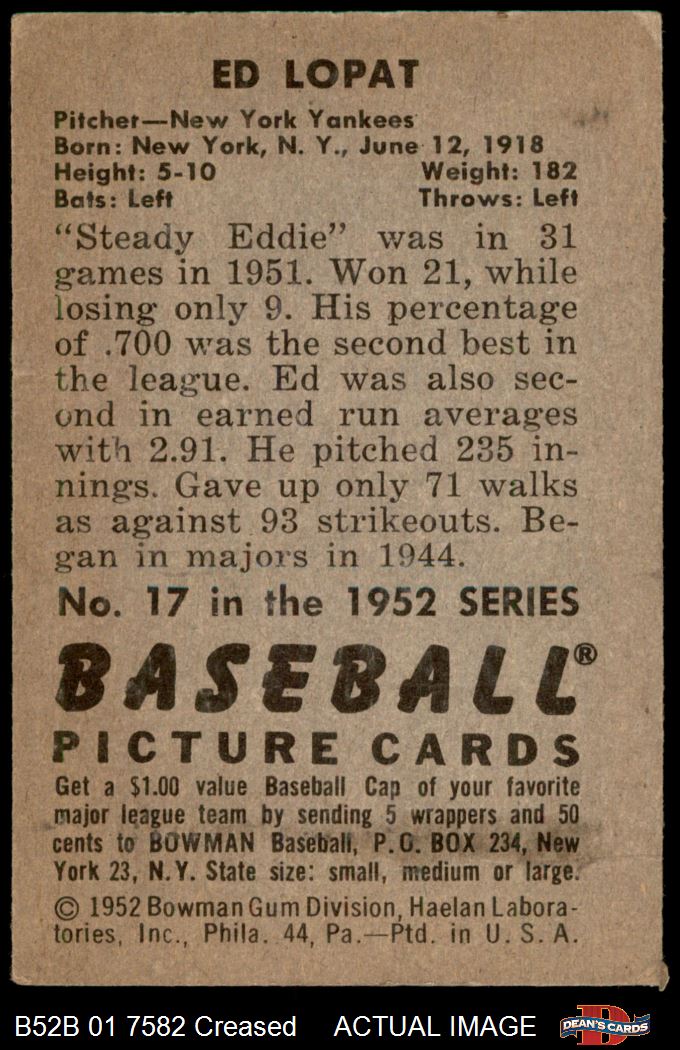 ED LOPAT
Pitcher—New York Yankees
Born: New York, N. Y., June 12, 1918
Height: 5-10 Weight: 182
Bats: Left Throws: Left
"Steady Eddie" was in 31
games in 1951. Won 21, while
losing only 9. His percentage
of .700 was the second best in
the league. Ed was also sec-
ond in earned run averages
with 2.91. He pitched 235 in-
nings. Gave up only 71 walks
as against 93 strikeouts. Be-
gan in majors in 1944.
No. 17 in the 1952 SERIES
BASEBALL®
PICTURE CARDS
Get a $1.00 value Baseball Cap of your favorite
major league team by sending 5 wrappers and 50
cents to BOWMAN Baseball, P.O. BOX 234, New
York 23, N.Y. State size: small, medium or large.
© 1952 Bowman Gum Division, Haelan Labora-
tories, Inc., Phila. 44, Pa.—Ptd. in U. S. A.
B52B 01 7582 Creased ACTUAL IMAGE D DEAN'S CARDS